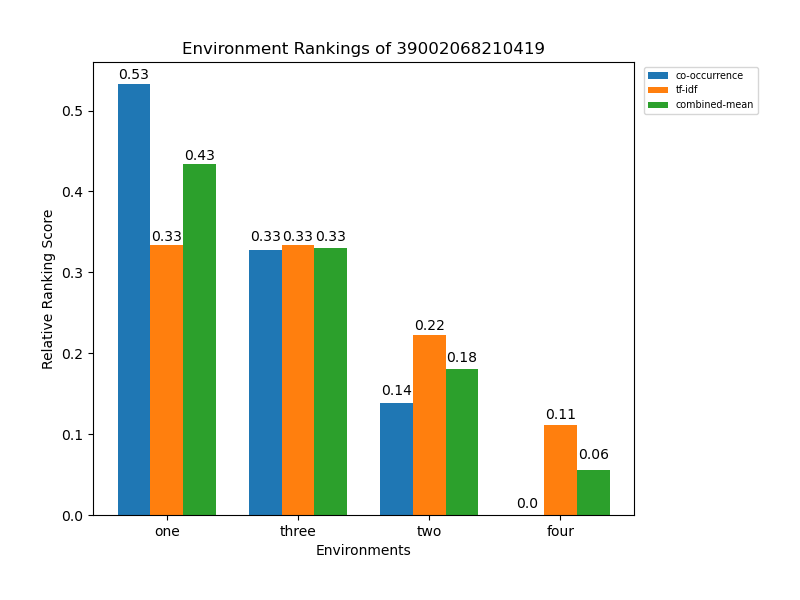 Environment Rankings of 39002068210419
co-occurrence
tf-idf
combined-mean
Relative Ranking Score
0.5
0.4
0.3
0.2
0.1
0.0
0.53
0.33
0.43
0.33
0.33
0.33
0.14
0.22
0.18
0.0
0.11
0.06
one
three
two
four
Environments